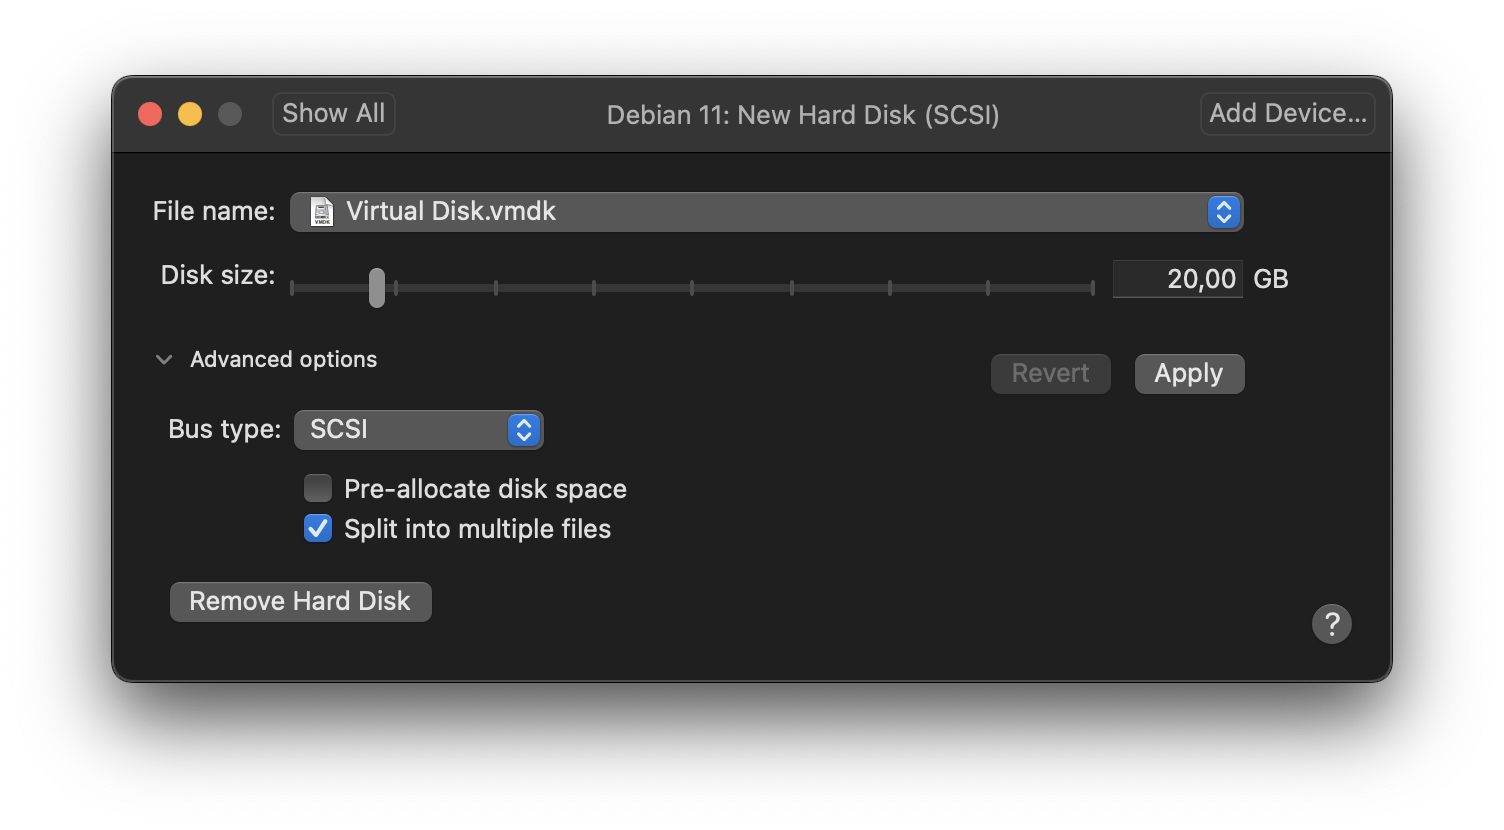 Show All
Debian 11: New Hard Disk (SCSI)
Add Device...
File name:
VMDK
Virtual Disk.vmdk
Disk size:
20,00 GB
Advanced options
Revert
Apply
Bus type:
SCSI
Pre-allocate disk space
Split into multiple files
Remove Hard Disk
?